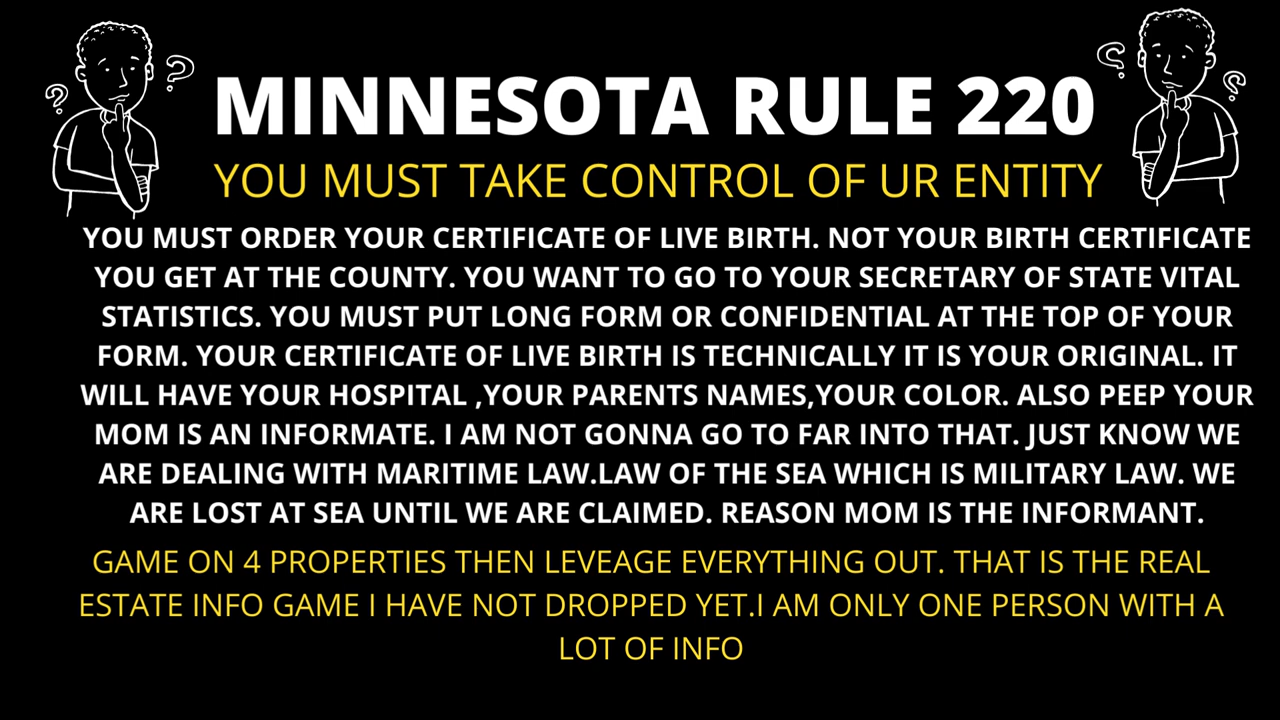 MINNESOTA RULE 220
YOU MUST TAKE CONTROL OF UR ENTITY
YOU MUST ORDER YOUR CERTIFICATE OF LIVE BIRTH. NOT YOUR BIRTH CERTIFICATE
YOU GET AT THE COUNTY. YOU WANT TO GO TO YOUR SECRETARY OF STATE VITAL
STATISTICS. YOU MUST PUT LONG FORM OR CONFIDENTIAL AT THE TOP OF YOUR
FORM. YOUR CERTIFICATE OF LIVE BIRTH IS TECHNICALLY IT IS YOUR ORIGINAL. IT
WILL HAVE YOUR HOSPITAL ,YOUR PARENTS NAMES,YOUR COLOR. ALSO PEEP YOUR
MOM IS AN INFORMATE. I AM NOT GONNA GO TO FAR INTO THAT. JUST KNOW WE
ARE DEALING WITH MARITIME LAW.LAW OF THE SEA WHICH IS MILITARY LAW. WE
ARE LOST AT SEA UNTIL WE ARE CLAIMED. REASON MOM IS THE INFORMANT.
GAME ON 4 PROPERTIES THEN LEVEAGE EVERYTHING OUT. THAT IS THE REAL
ESTATE INFO GAME I HAVE NOT DROPPED YET.I AM ONLY ONE PERSON WITH A
LOT OF INFO